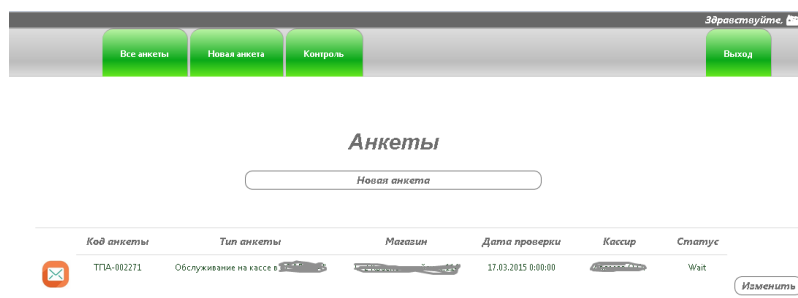 Здравствуйте,
Все анкеты Новая анкета Контроль Выход
Анкеты
Новая анкета
Код анкеты Тип анкеты Магазин Дата проверки Кассир Статус
ТПА-002271 Обслуживание на кассе в 17.03.2015 0:00:00 Wait
Изменить